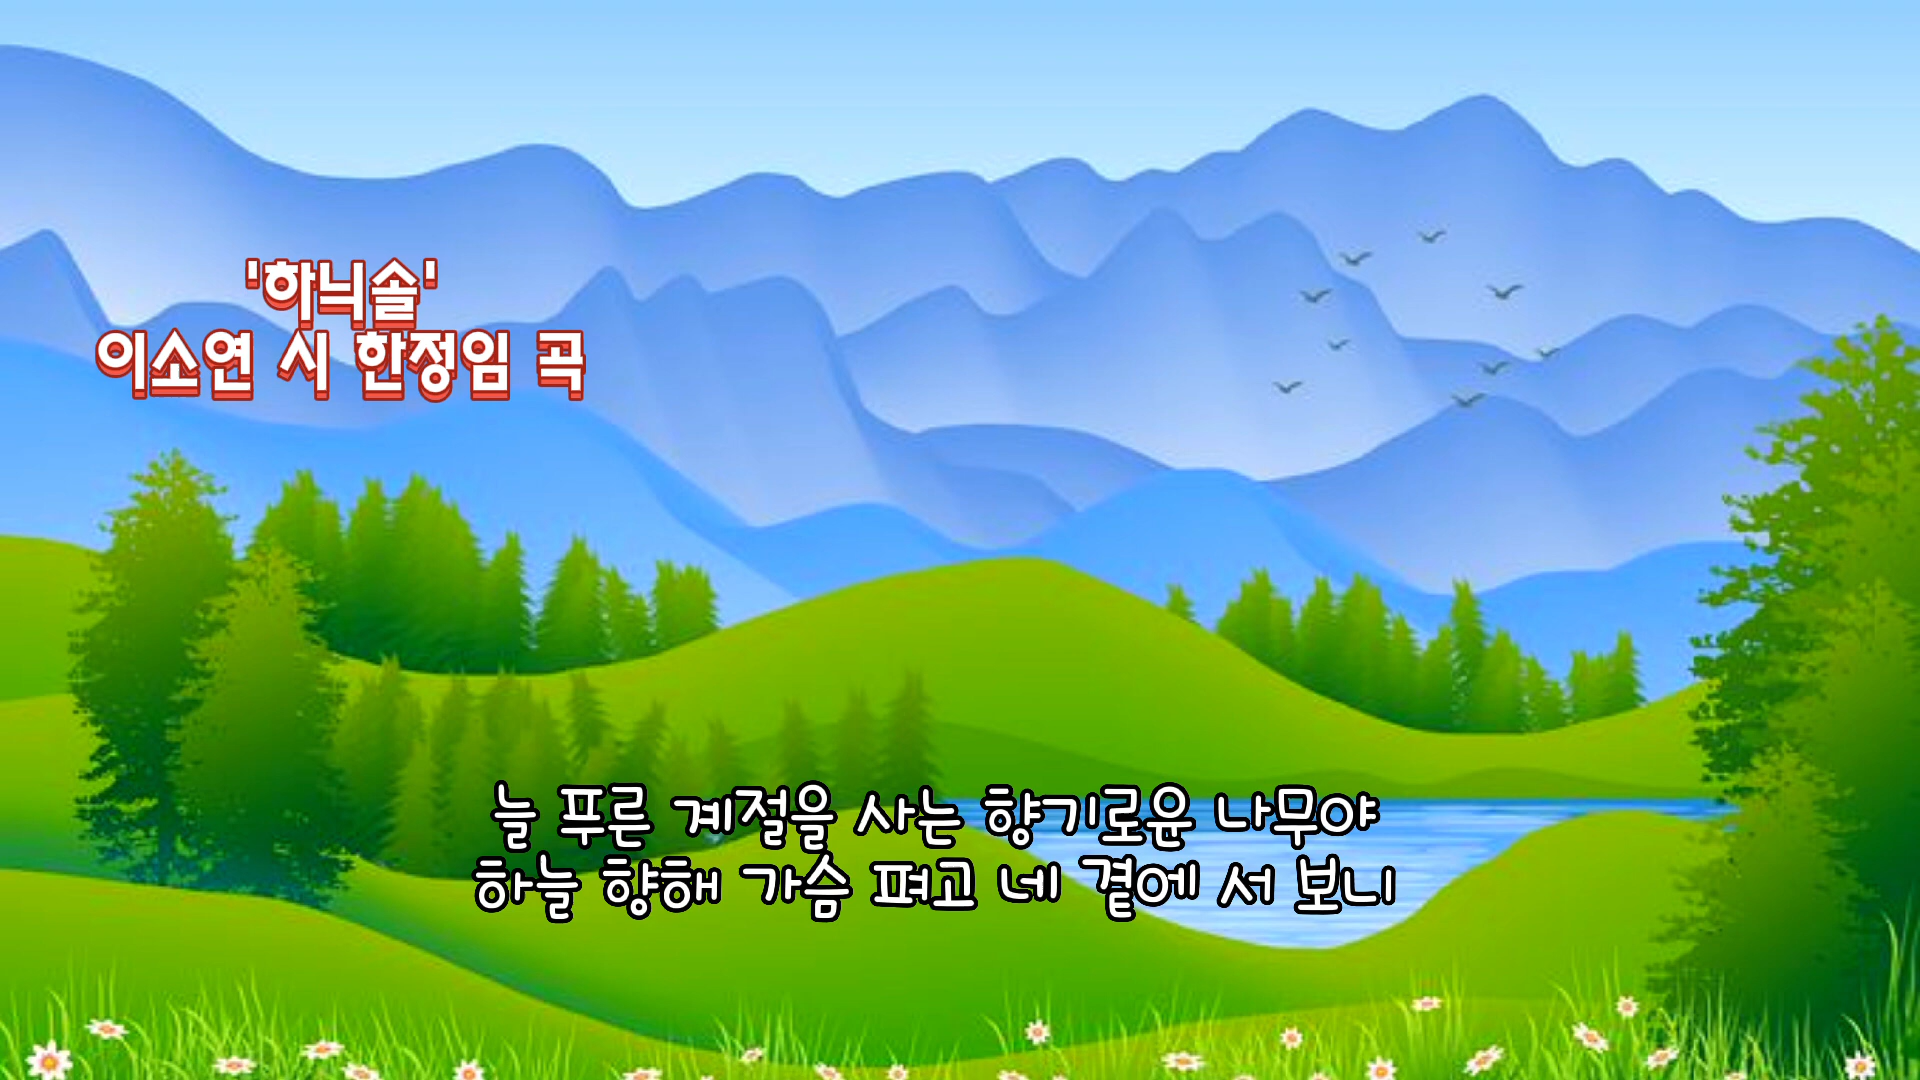 '하늬솔'
이소연 시 한정임 곡
늘 푸른 계절을 사는 향기로운 나무야
하늘 향해 가슴 펴고 네 곁에 서 보니